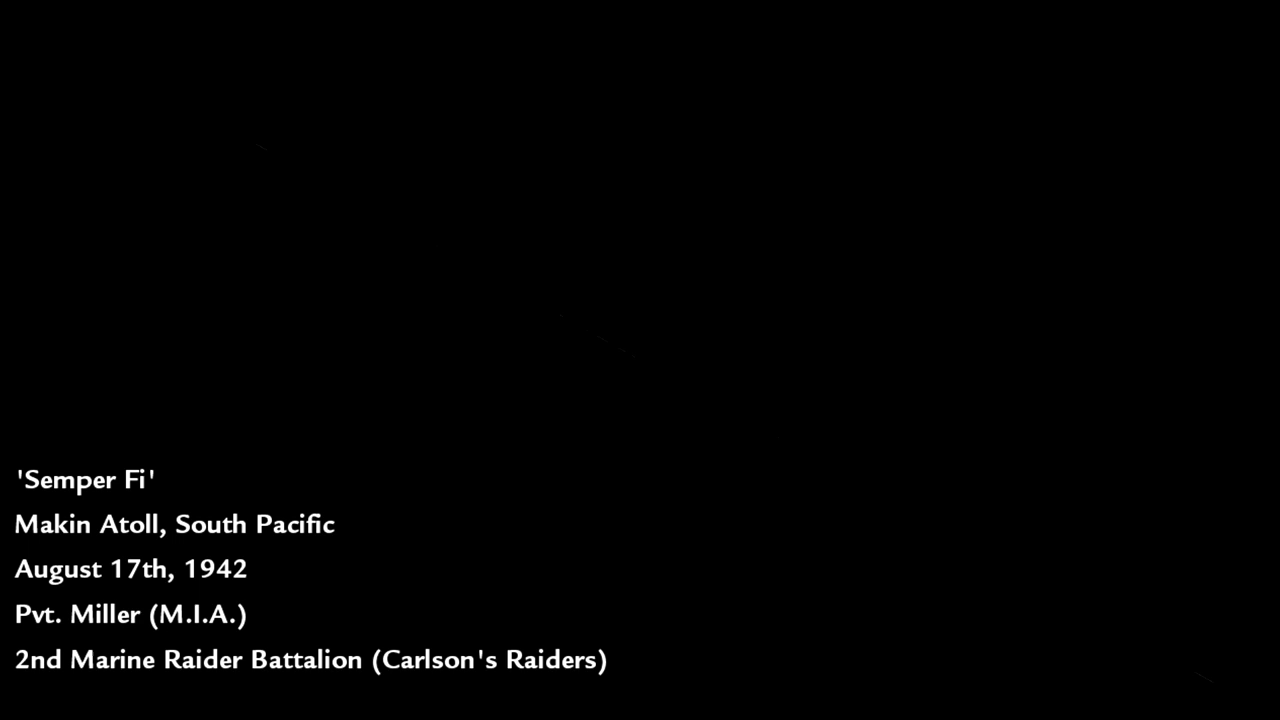 'Semper Fi'
Makin Atoll, South Pacific
August 17th, 1942
Pvt. Miller (M.I.A.)
2nd Marine Raider Battalion (Carlson's Raiders)